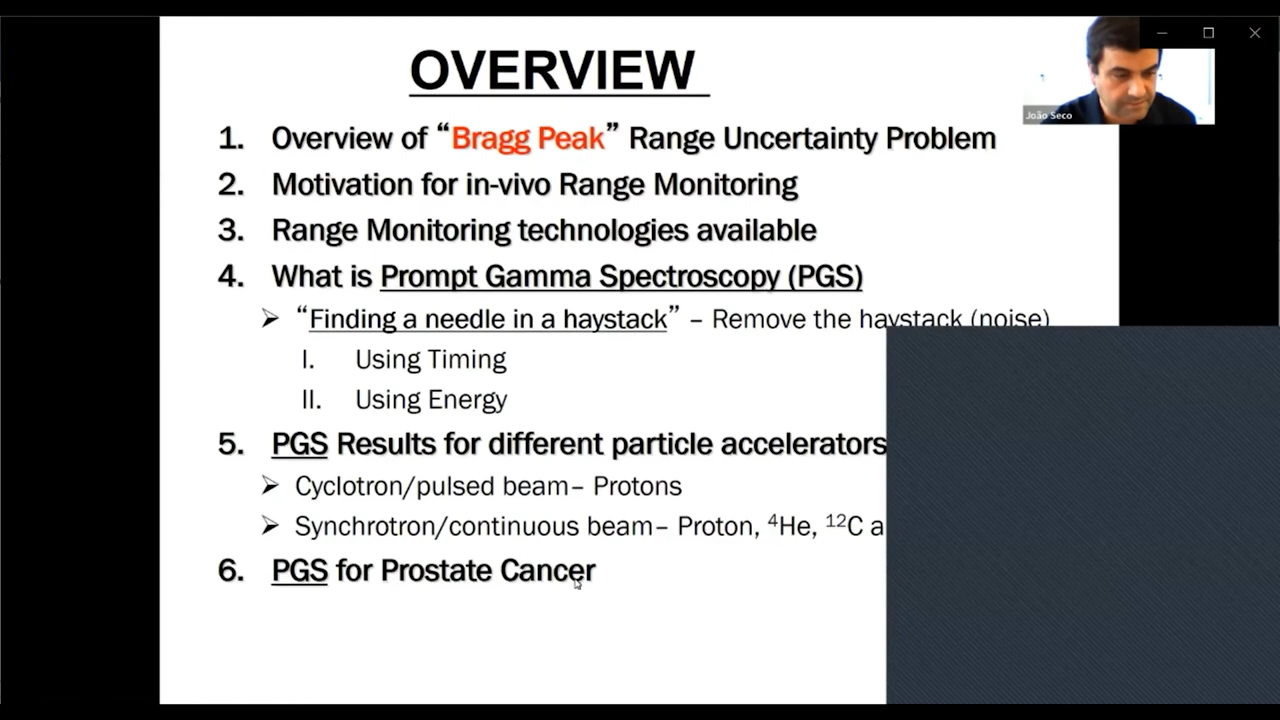 OVERVIEW
João Seco
1. Overview of “Bragg Peak” Range Uncertainty Problem
2. Motivation for in-vivo Range Monitoring
3. Range Monitoring technologies available
4. What is Prompt Gamma Spectroscopy (PGS)
➢ “Finding a needle in a haystack” – Remove the haystack (noise)
I. Using Timing
II. Using Energy
5. PGS Results for different particle accelerators
➢ Cyclotron/pulsed beam– Protons
➢ Synchrotron/continuous beam– Proton, ⁴He, ¹²C a
6. PGS for Prostate Cancer